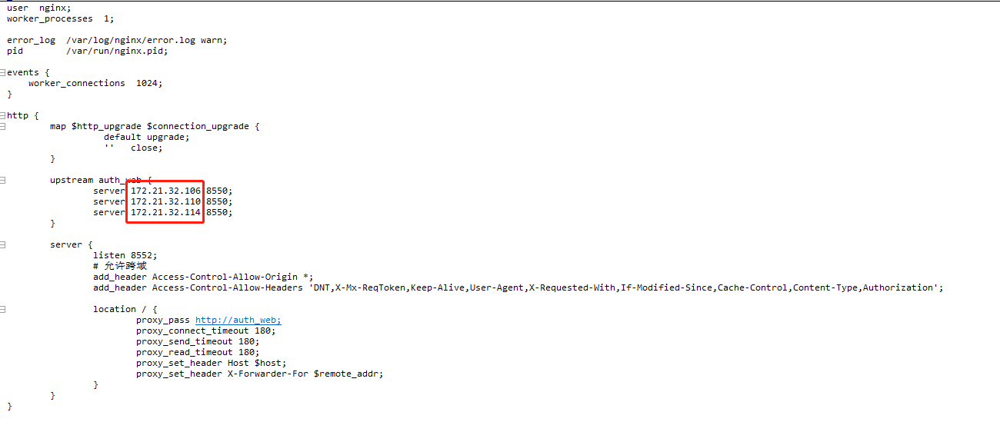 user  nginx;
worker_processes  1;
error_log  /var/log/nginx/error.log warn;
pid        /var/run/nginx.pid;
events {
    worker_connections  1024;
}
http {
        map $http_upgrade $connection_upgrade {
                  default upgrade;
                  ''   close;
        }
        upstream auth_web {
                server 172.21.32.106:8550;
                server 172.21.32.110:8550;
                server 172.21.32.114:8550;
        }
        server {
                listen 8552;
                # 允许跨域
                add_header Access-Control-Allow-Origin *;
                add_header Access-Control-Allow-Headers 'DNT,X-Mx-ReqToken,Keep-Alive,User-Agent,X-Requested-With,If-Modified-Since,Cache-Control,Content-Type,Authorization';
                location / {
                        proxy_pass http://auth_web;
                        proxy_connect_timeout 180;
                        proxy_send_timeout 180;
                        proxy_read_timeout 180;
                        proxy_set_header Host $host;
                        proxy_set_header X-Forwarder-For $remote_addr;
                }
        }
}